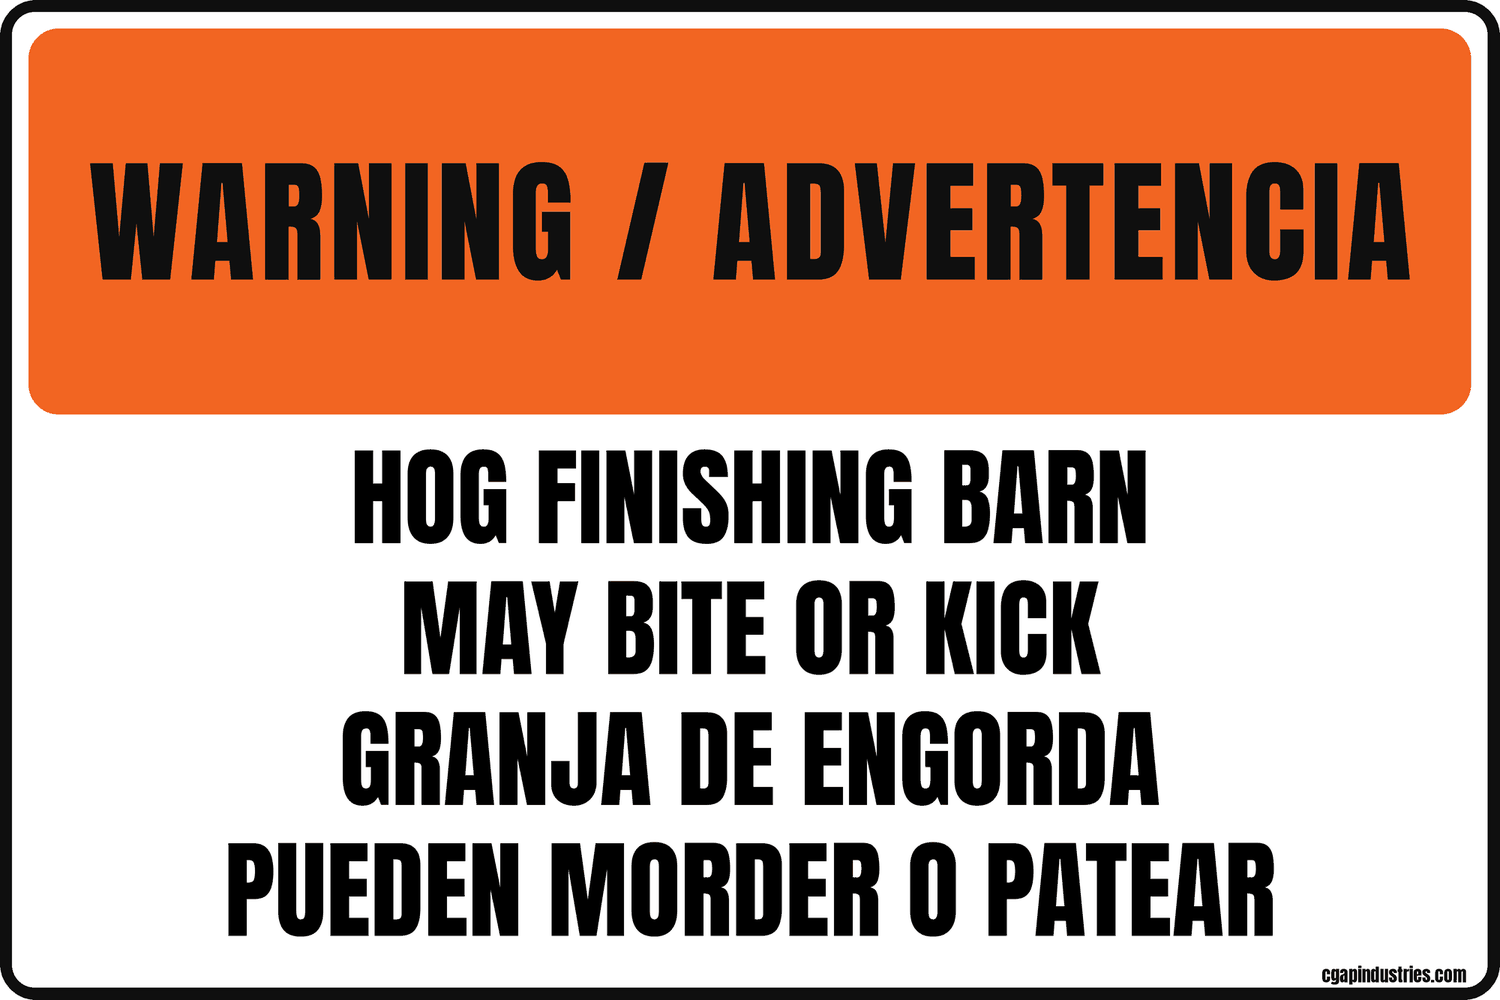 WARNING / ADVERTENCIA
HOG FINISHING BARN
MAY BITE OR KICK
GRANJA DE ENGORDA
PUEDEN MORDER O PATEAR
cgapindustries.com